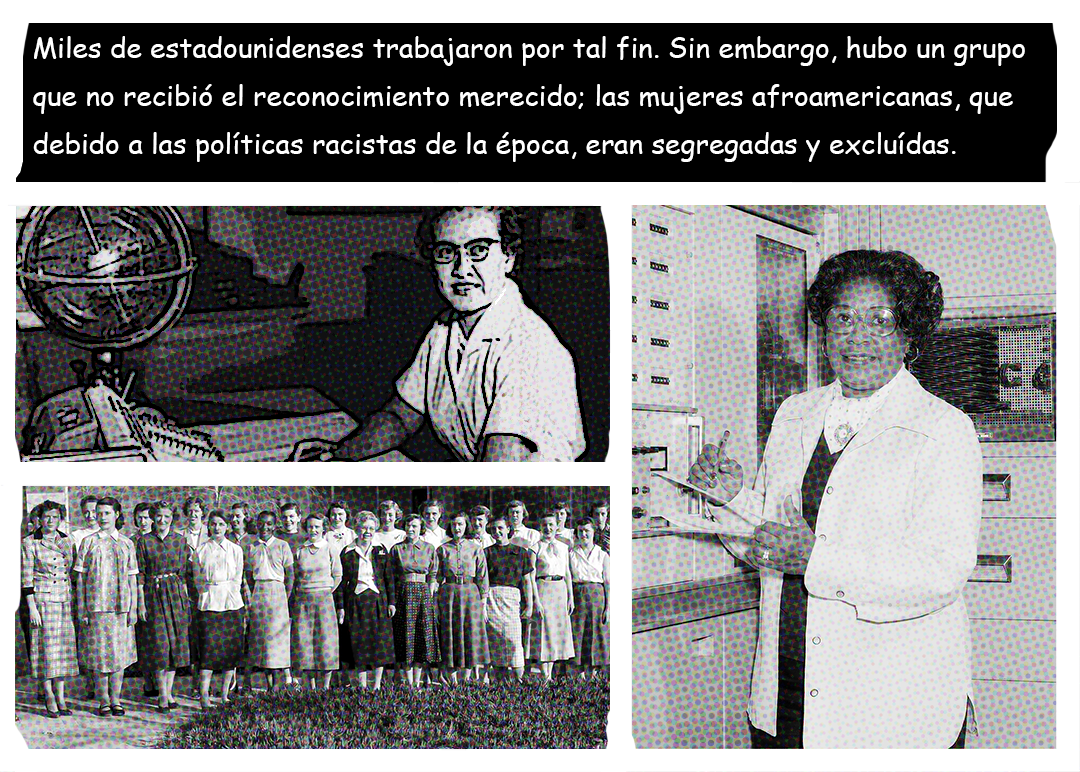 Miles de estadounidenses trabajaron por tal fin. Sin embargo, hubo un grupo
que no recibió el reconocimiento merecido; las mujeres afroamericanas, que
debido a las políticas racistas de la época, eran segregadas y excluídas.